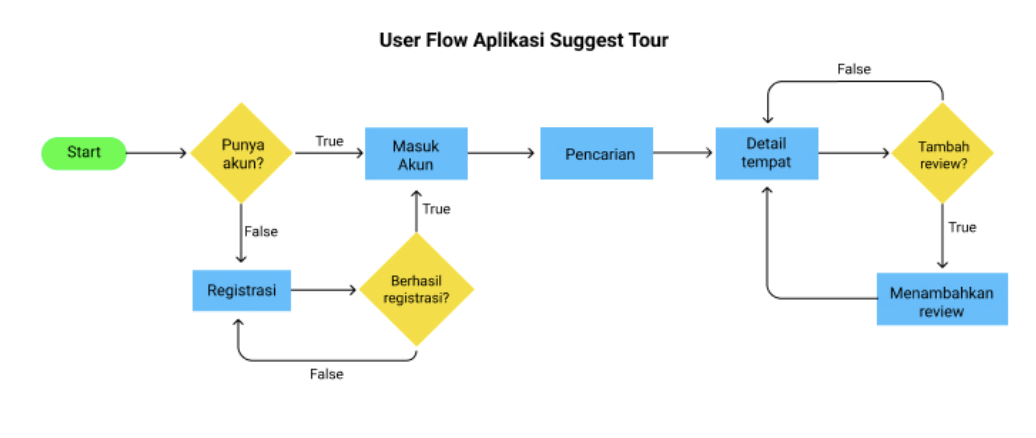 User Flow Aplikasi Suggest Tour
False
Start
Punya
akun?
True
Masuk
Akun
Pencarian
Detail
tempat
Tambah
review?
False
True
True
Registrasi
Berhasil
registrasi?
Menambahkan
review
False